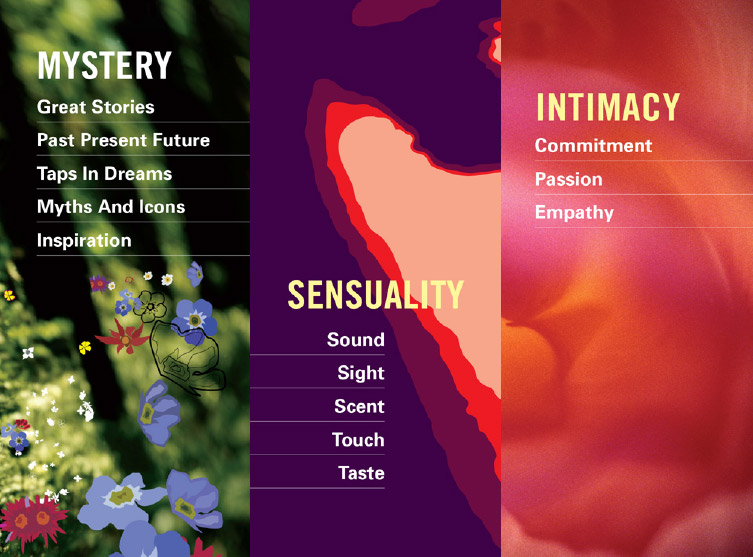 MYSTERY
Great Stories
Past Present Future
Taps In Dreams
Myths And Icons
Inspiration
SENSUALITY
Sound
Sight
Scent
Touch
Taste
INTIMACY
Commitment
Passion
Empathy